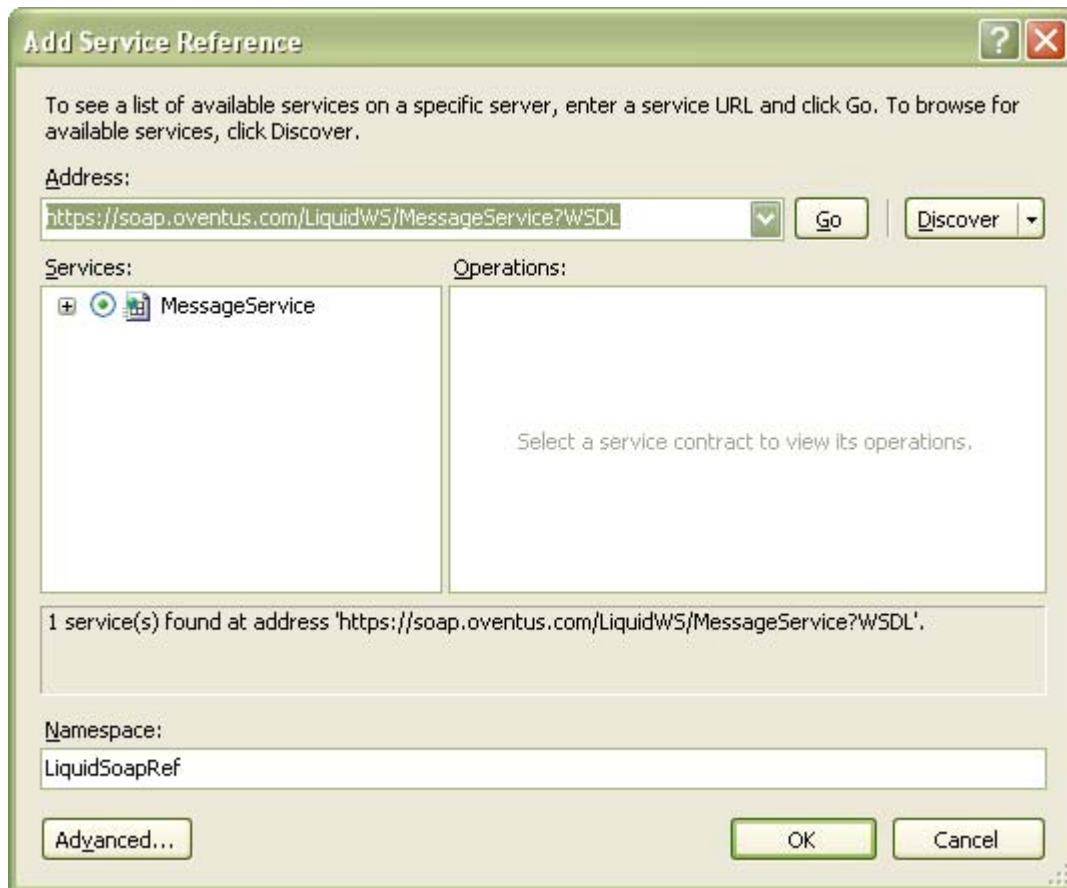 Add Service Reference
To see a list of available services on a specific server, enter a service URL and click Go. To browse for
available services, click Discover.
Address:
https://soap.oventus.com/LiquidWS/MessageService?WSDL
Go
Discover
Services:
Operations:
MessageService
Select a service contract to view its operations.
1 service(s) found at address 'https://soap.oventus.com/LiquidWS/MessageService?WSDL'.
Namespace:
LiquidSoapRef
Advanced...
OK
Cancel